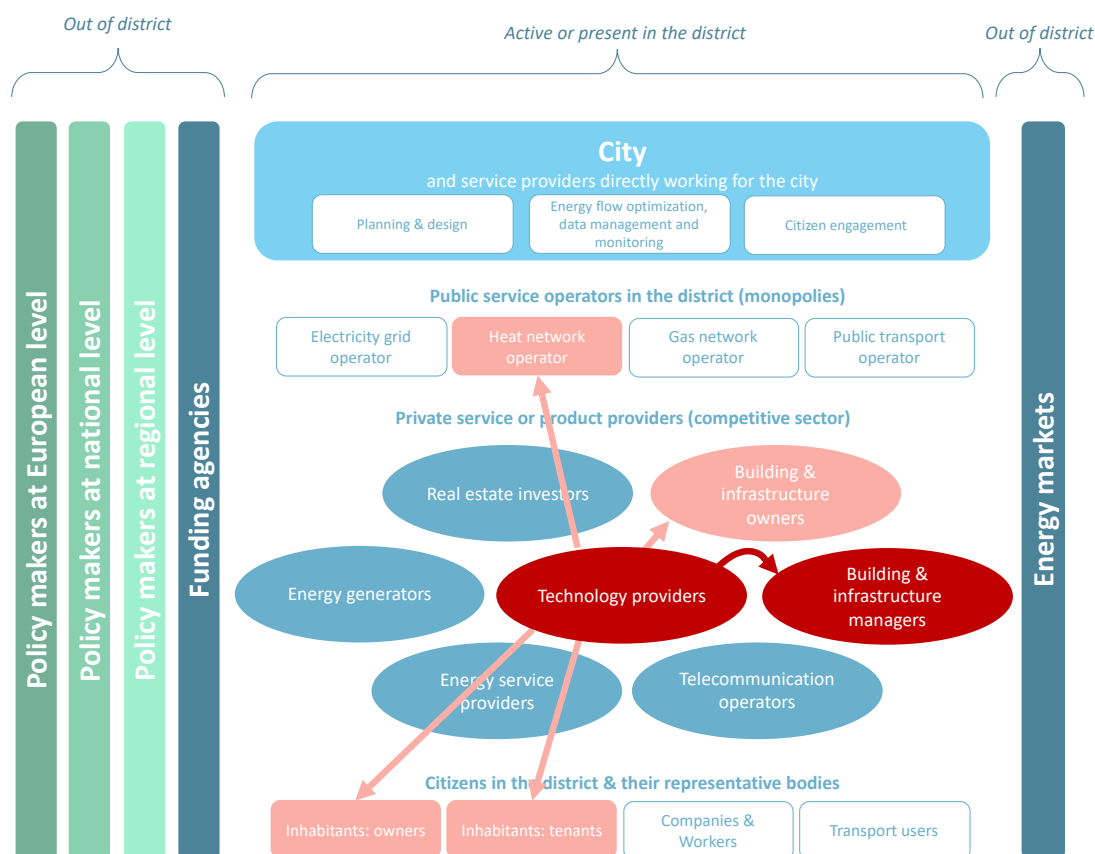 Out of district
Active or present in the district
Out of district
Policy makers at European level
Policy makers at national level
Policy makers at regional level
Funding agencies
City
and service providers directly working for the city
Planning & design
Energy flow optimization,
data management and
monitoring
Citizen engagement
Public service operators in the district (monopolies)
Electricity grid
operator
Heat network
operator
Gas network
operator
Public transport
operator
Private service or product providers (competitive sector)
Real estate investors
Building &
infrastructure
owners
Energy generators
Technology providers
Building &
infrastructure
managers
Energy service
providers
Telecommunication
operators
Citizens in the district & their representative bodies
Inhabitants: owners
Inhabitants: tenants
Companies &
Workers
Transport users
Energy markets